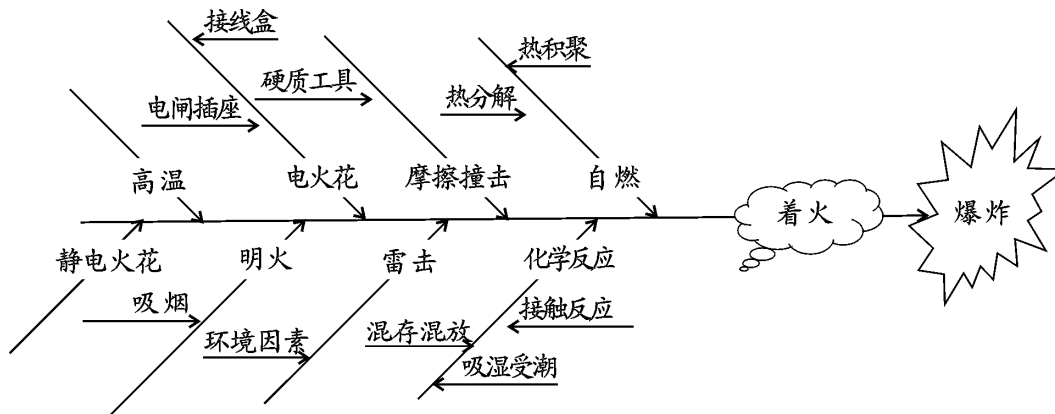 接线盒
热积聚
硬质工具
热分解
电闸插座
高温
电火花
摩擦撞击
自燃
着火
爆炸
静电火花
明火
雷击
化学反应
吸烟
接触反应
环境因素
混存混放
吸湿受潮